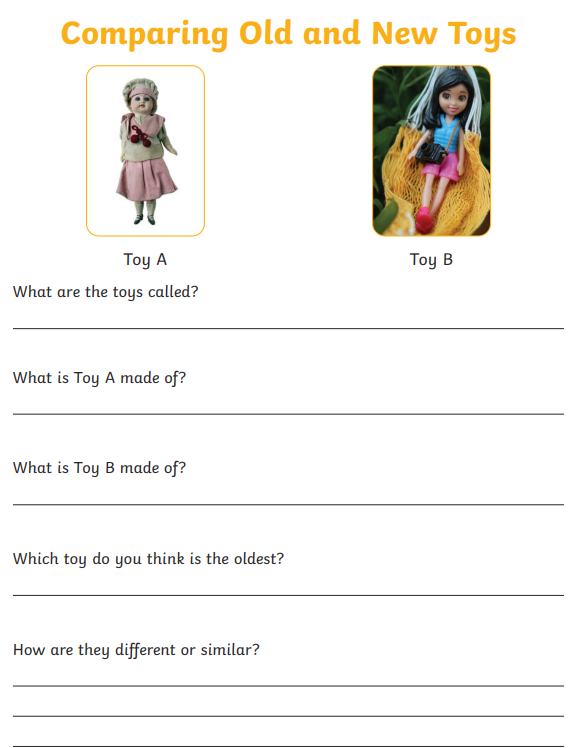 Comparing Old and New Toys
Toy A
Toy B
What are the toys called?
What is Toy A made of?
What is Toy B made of?
Which toy do you think is the oldest?
How are they different or similar?